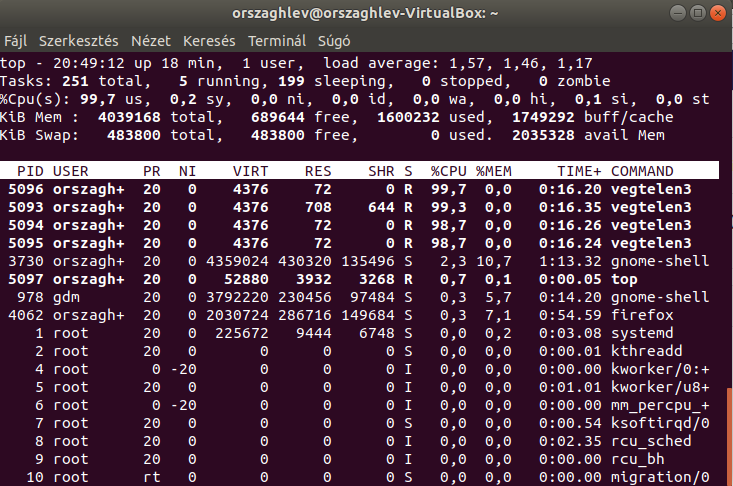 orszaghlev@orszaghlev-VirtualBox: ~
Fájl Szerkesztés Nézet Keresés Terminál Súgó
top - 20:49:12 up 18 min,  1 user,  load average: 1,57, 1,46, 1,17
Tasks: 251 total,   5 running, 199 sleeping,   0 stopped,   0 zombie
%Cpu(s): 99,7 us,  0,2 sy,  0,0 ni,  0,0 id,  0,0 wa,  0,0 hi,  0,1 si,  0,0 st
KiB Mem :  4039168 total,   689644 free,  1600232 used,  1749292 buff/cache
KiB Swap:   483800 total,   483800 free,        0 used.  2035328 avail Mem
PID USER      PR  NI    VIRT    RES    SHR S  %CPU %MEM     TIME+ COMMAND
5096 orszagh+  20   0    4376     72      0 R  99,7  0,0   0:16.20 vegtelen3
5093 orszagh+  20   0    4376    708    644 R  99,3  0,0   0:16.35 vegtelen3
5094 orszagh+  20   0    4376     72      0 R  98,7  0,0   0:16.26 vegtelen3
5095 orszagh+  20   0    4376     72      0 R  98,7  0,0   0:16.24 vegtelen3
3730 orszagh+  20   0 4359024 430320 135496 S   2,3 10,7   1:13.32 gnome-shell
5097 orszagh+  20   0   52880   3932   3268 R   0,7  0,1   0:00.05 top
978 gdm       20   0 3792220 230456  97484 S   0,3  5,7   0:14.20 gnome-shell
4062 orszagh+  20   0 2030724 286716 149684 S   0,3  7,1   0:54.59 firefox
1 root      20   0  225672   9444   6748 S   0,0  0,2   0:03.08 systemd
2 root      20   0       0      0      0 S   0,0  0,0   0:00.01 kthreadd
4 root       0 -20       0      0      0 I   0,0  0,0   0:00.00 kworker/0:+
5 root      20   0       0      0      0 I   0,0  0,0   0:01.01 kworker/u8+
6 root       0 -20       0      0      0 I   0,0  0,0   0:00.00 mm_percpu_+
7 root      20   0       0      0      0 S   0,0  0,0   0:00.54 ksoftirqd/0
8 root      20   0       0      0      0 I   0,0  0,0   0:02.35 rcu_sched
9 root      20   0       0      0      0 I   0,0  0,0   0:00.00 rcu_bh
10 root      rt   0       0      0      0 S   0,0  0,0   0:00.00 migration/0